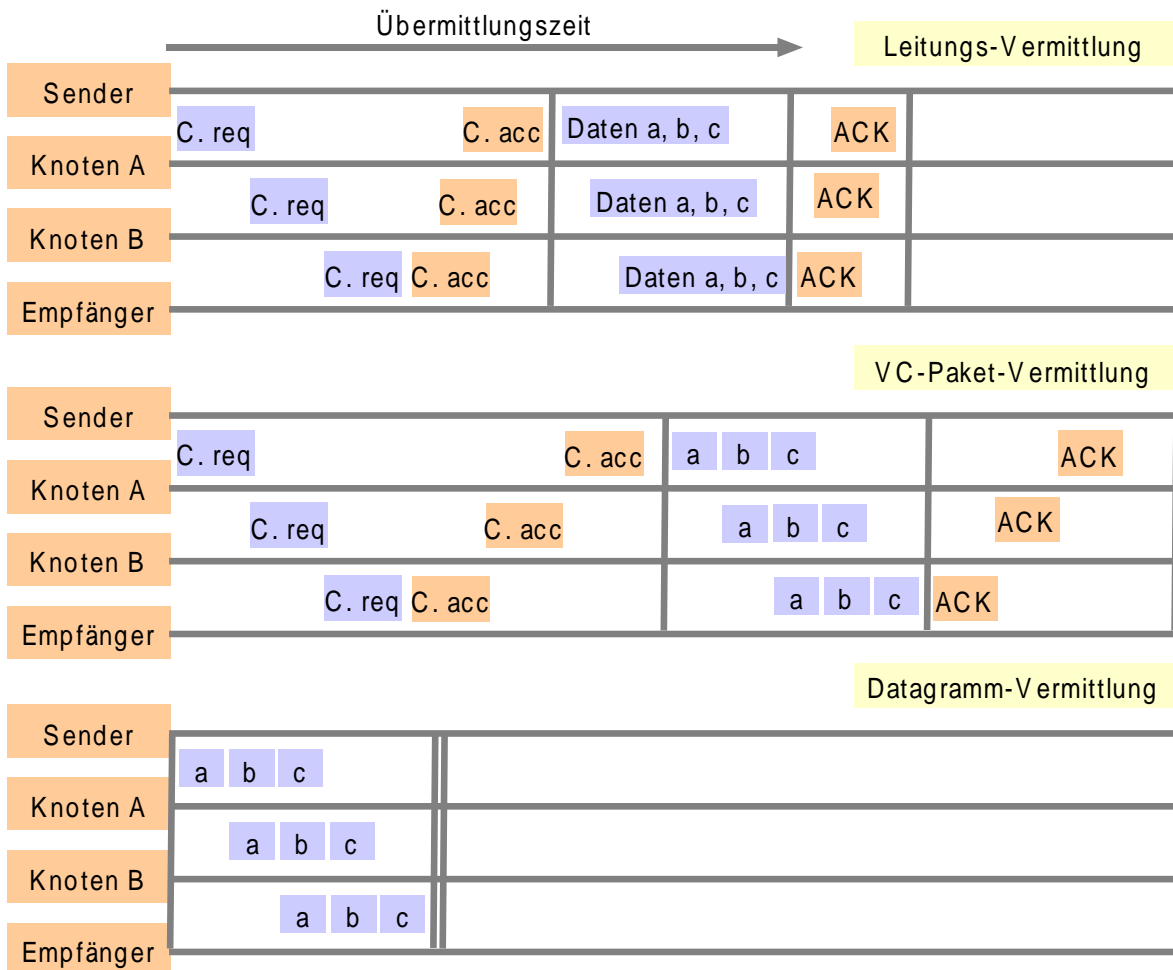 Übermittlungszeit
Leitungs-Vermittlung
Sender
C. req
C. acc
Daten a, b, c
ACK
Knoten A
C. req
C. acc
Daten a, b, c
ACK
Knoten B
C. req
C. acc
Daten a, b, c
ACK
Empfänger
VC-Paket-Vermittlung
Sender
C. req
C. acc
a b c
ACK
Knoten A
C. req
C. acc
a b c
ACK
Knoten B
C. req
C. acc
a b c
ACK
Empfänger
Datagramm-Vermittlung
Sender
a b c
Knoten A
a b c
Knoten B
a b c
Empfänger